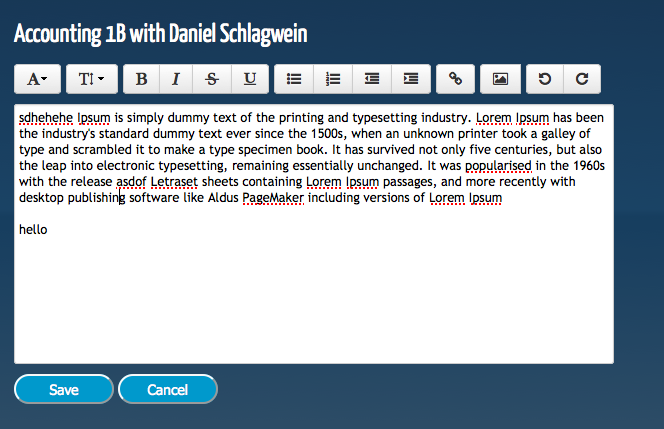 Accounting 1B with Daniel Schlagwein
A T B I S U
sdhehehe Ipsum is simply dummy text of the printing and typesetting industry. Lorem Ipsum has been
the industry's standard dummy text ever since the 1500s, when an unknown printer took a galley of
type and scrambled it to make a type specimen book. It has survived not only five centuries, but also
the leap into electronic typesetting, remaining essentially unchanged. It was popularised in the 1960s
with the release asdof Letraset sheets containing Lorem Ipsum passages, and more recently with
desktop publishing software like Aldus PageMaker including versions of Lorem Ipsum
hello
Save Cancel